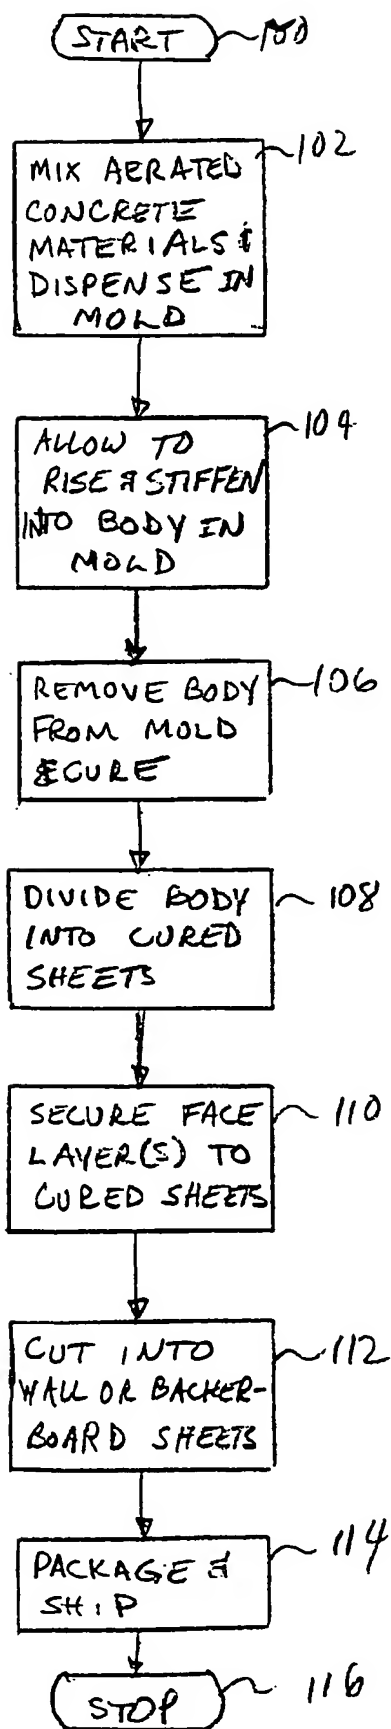 START 100
MIX AERATED 102
CONCRETE
MATERIALS &
DISPENSE IN
MOLD
ALLOW TO 104
RISE & STIFFEN
INTO BODY IN
MOLD
REMOVE BODY 106
FROM MOLD
& CURE
DIVIDE BODY 108
INTO CURED
SHEETS
SECURE FACE 110
LAYER(S) TO
CURED SHEETS
CUT INTO 112
WALL OR BACKER-
BOARD SHEETS
PACKAGE & 114
SHIP
STOP 116